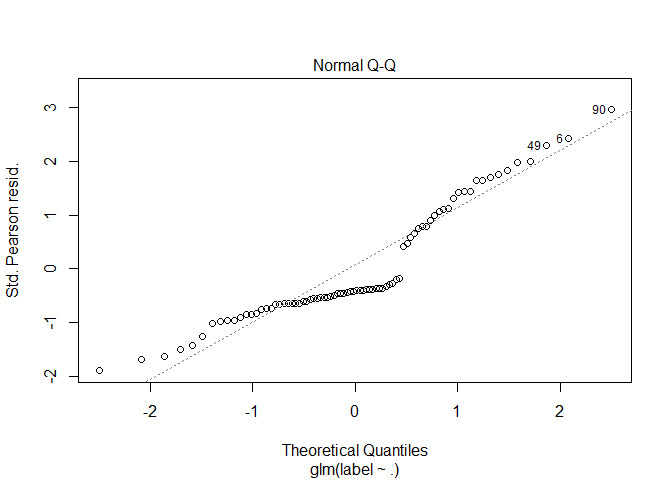 Normal Q-Q
Std. Pearson resid.
3
2
1
0
-1
-2
90
6
49
-2 -1 0 1 2
Theoretical Quantiles
glm(label ~ .)